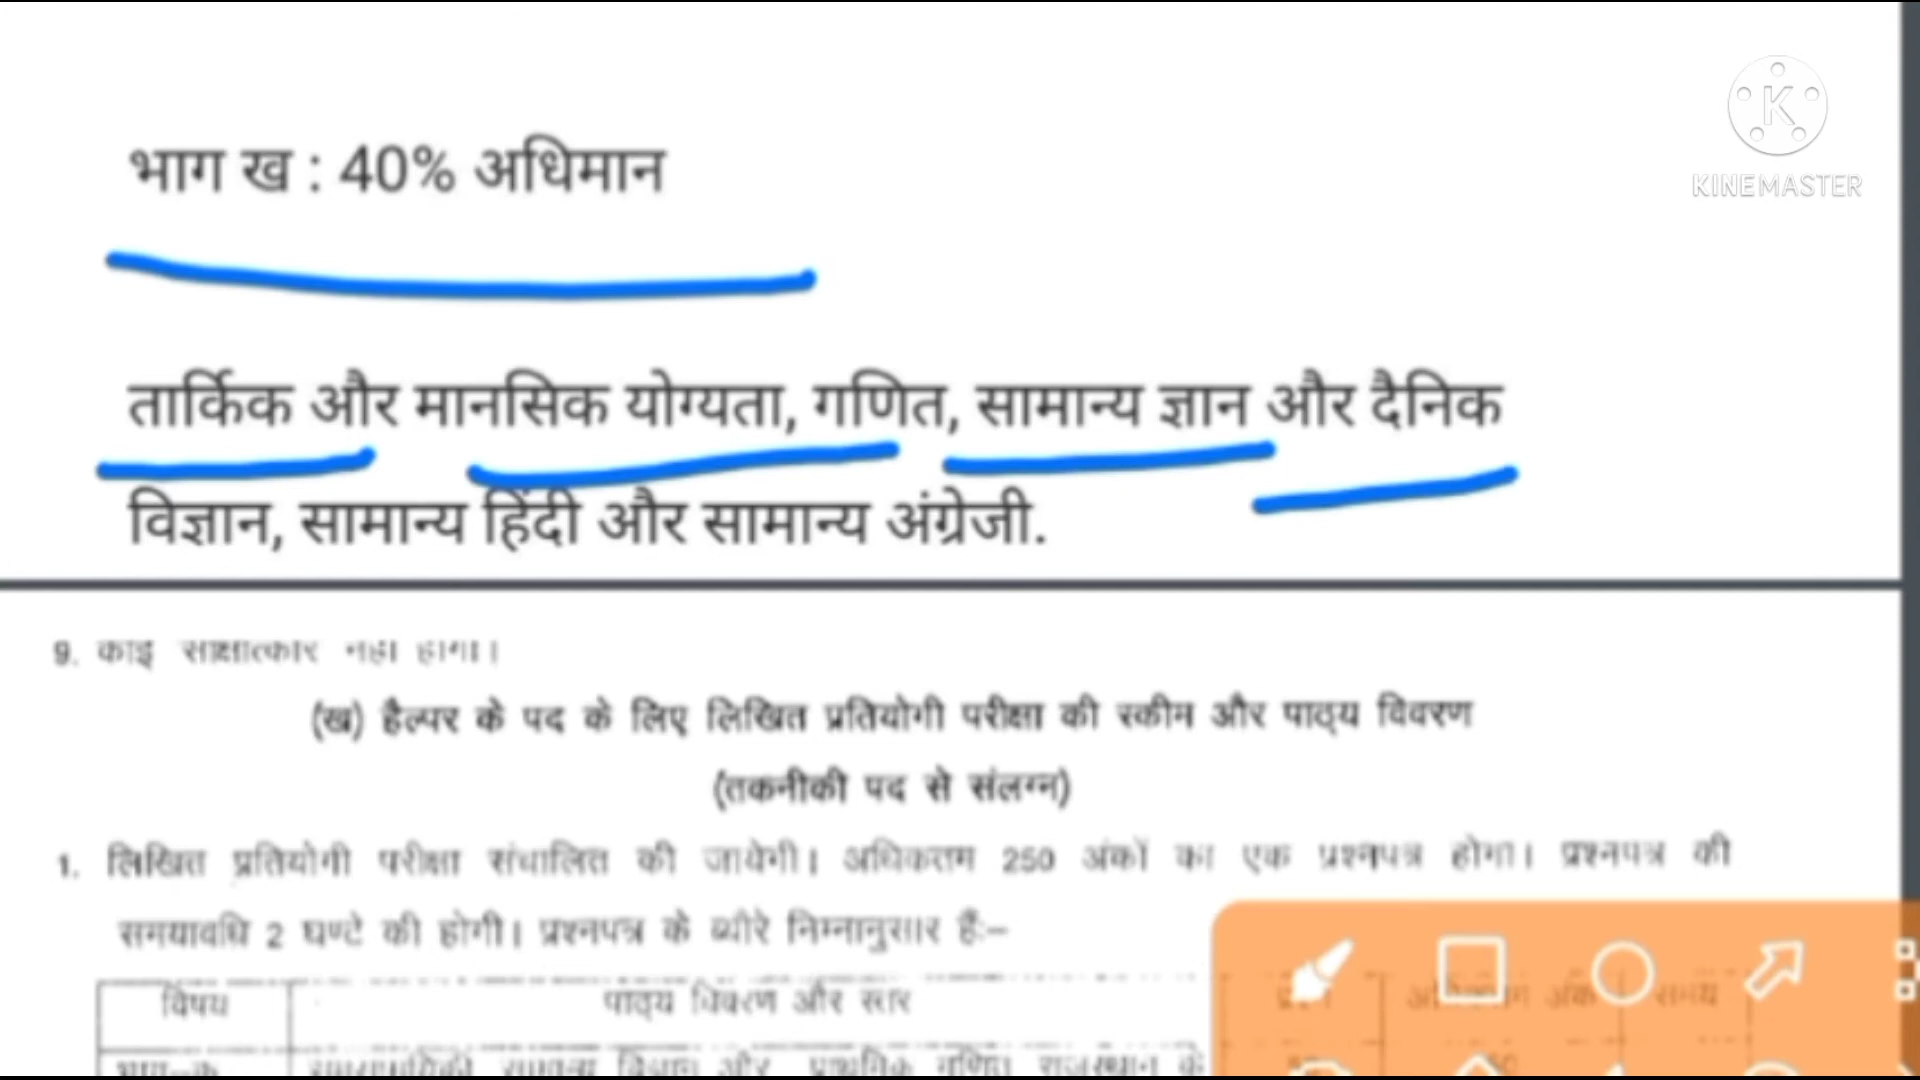 KINEMASTER
भाग ख : 40% अधिमान
तार्किक और मानसिक योग्यता, गणित, सामान्य ज्ञान और दैनिक
विज्ञान, सामान्य हिंदी और सामान्य अंग्रेजी.
9. कोई साक्षात्कार नहीं होगा।
(ख) हैल्पर के पद के लिए लिखित प्रतियोगी परीक्षा की स्कीम और पाठ्य विवरण
(तकनीकी पद से संलग्न)
1. लिखित प्रतियोगी परीक्षा संचालित की जायेगी। अधिकतम 250 अंकों का एक प्रश्नपत्र होगा। प्रश्नपत्र की
समयावधि 2 घण्टे की होगी। प्रश्नपत्र के ब्यौरे निम्नानुसार हैं:–
विषय पाठ्य विवरण और स्तर अंक समय